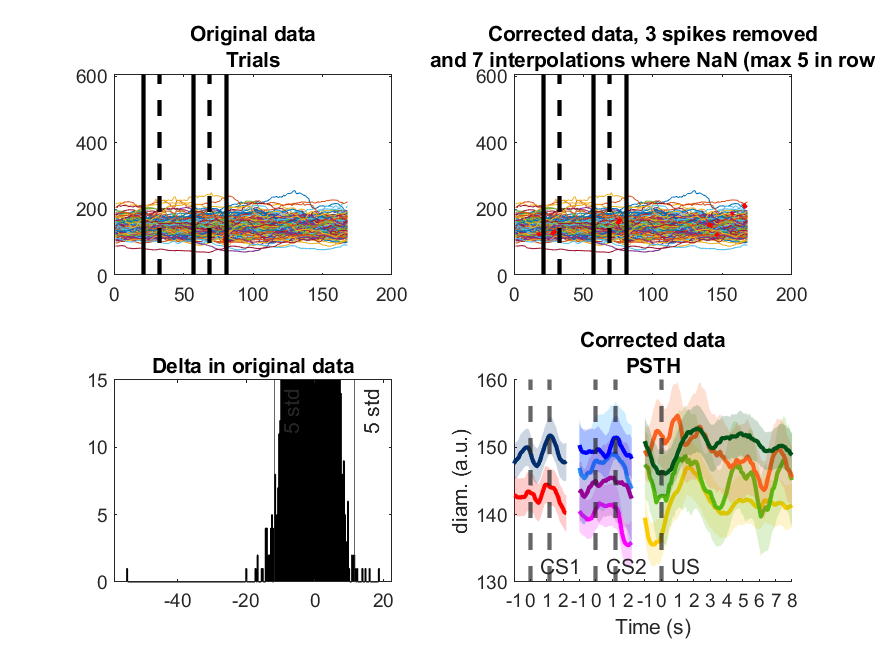 Original data
Trials
600
400
200
0
0
50
100
150
200
Corrected data, 3 spikes removed
and 7 interpolations where NaN (max 5 in row
600
400
200
0
0
50
100
150
200
Delta in original data
15
10
5
0
-40
-20
0
20
5 std
5 std
Corrected data
PSTH
diam. (a.u.)
160
150
140
130
CS1
CS2
US
-1 0 1 2 -1 0 1 2 -1 0 1 2 3 4 5 6 7 8
Time (s)